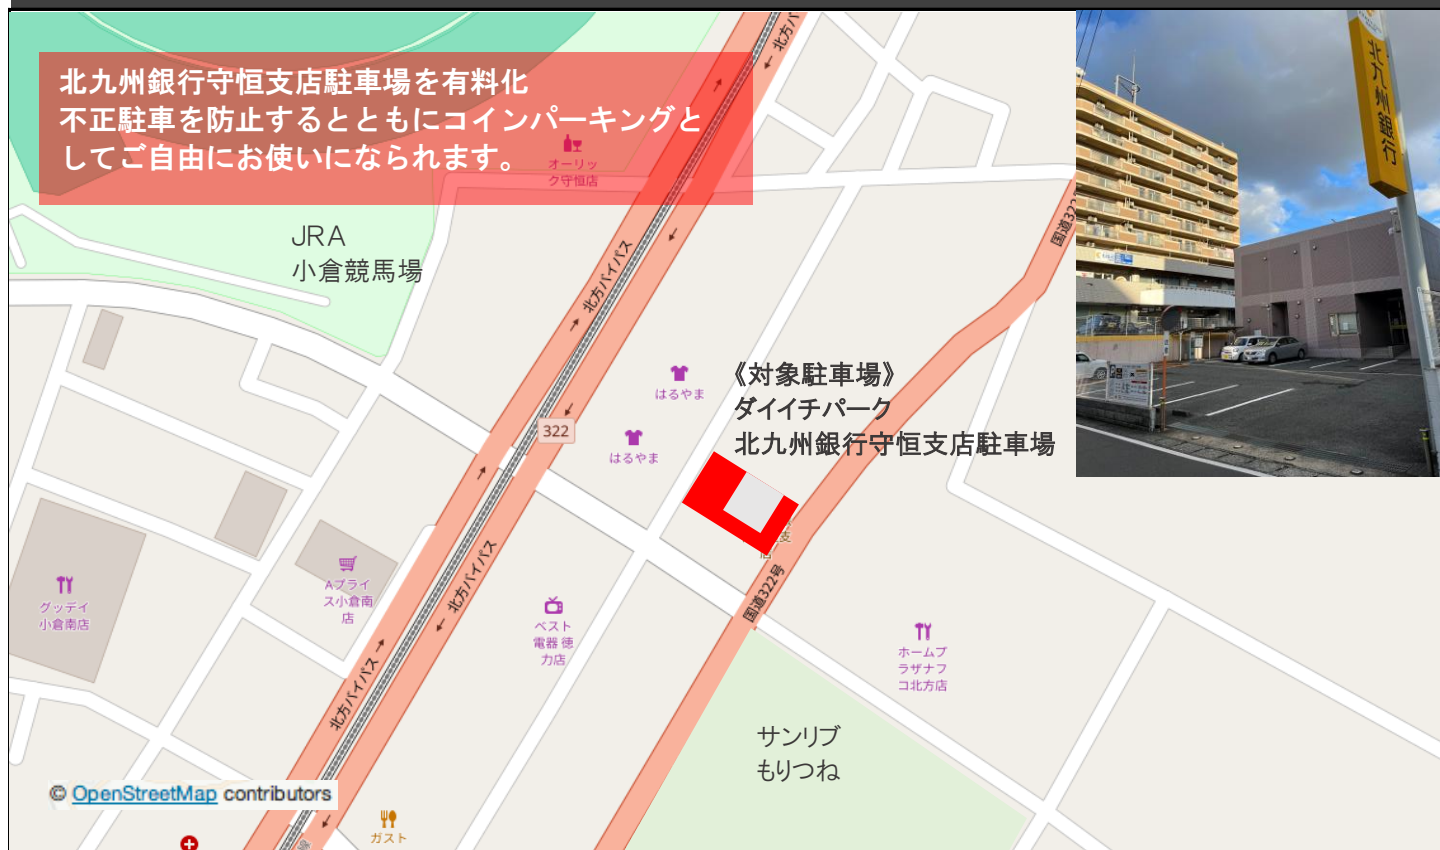 北九州銀行守恒支店駐車場を有料化
不正駐車を防止するとともにコインパーキングと
してご自由にお使いになられます。
北方バイパ
北九州銀行
オーリッ
ク守恒店
国道322
JRA
小倉競馬場
北方バイパス
はるやま
《対象駐車場》
ダイイチパーク
北九州銀行守恒支店駐車場
322
はるやま
支
店
Aプライ
ス小倉南
店
グッデイ
小倉南店
北方バイパス
国道322号
ベスト
電器 徳
力店
ホームプ
ラザナフ
コ北方店
北方バイパス
サンリブ
もりつね
© OpenStreetMap contributors
ガスト